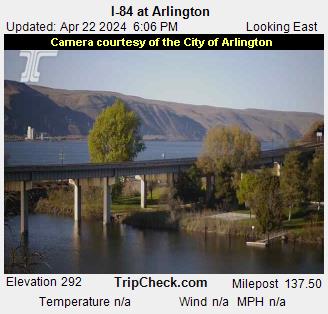 I-84 at Arlington
Updated: Apr 22 2024 6:06 PM Looking East
Camera courtesy of the City of Arlington
Elevation 292 TripCheck.com Milepost 137.50
Temperature n/a Wind n/a MPH n/a